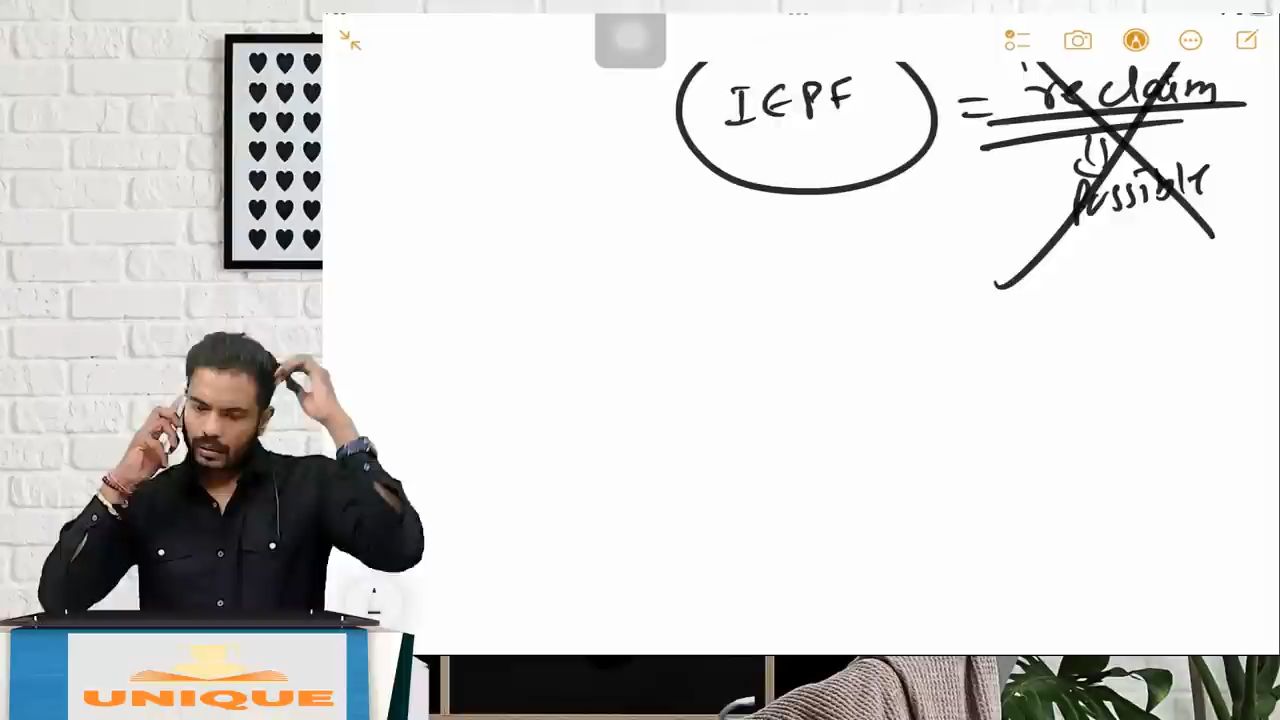 IEPF = reclaim
possible
UNIQUE